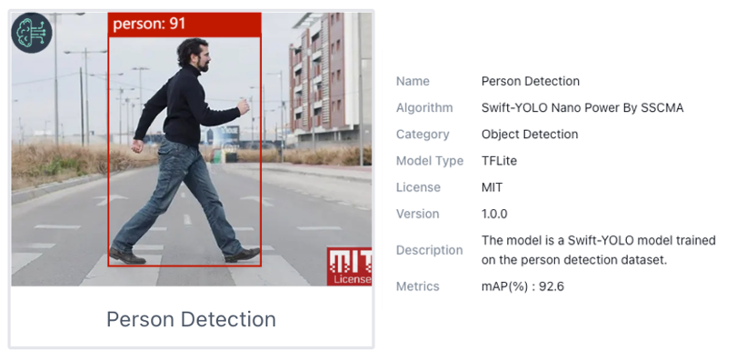 person: 91
MIT
License
Person Detection
Name Person Detection
Algorithm Swift-YOLO Nano Power By SSCMA
Category Object Detection
Model Type TFLite
License MIT
Version 1.0.0
Description The model is a Swift-YOLO model trained
on the person detection dataset.
Metrics mAP(%) : 92.6